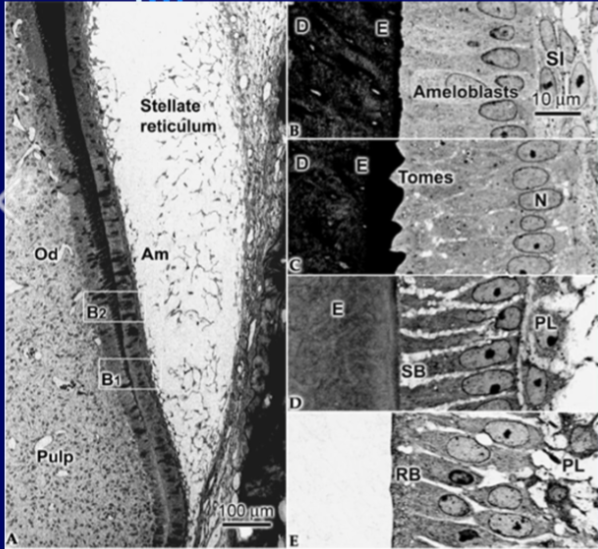 Stellate
reticulum
Od
Am
B2
B1
Pulp
100 µm
A
D
E
SI
Ameloblasts
10 µm
B
D
E
Tomes
N
C
E
PL
SB
D
RB
PL
E